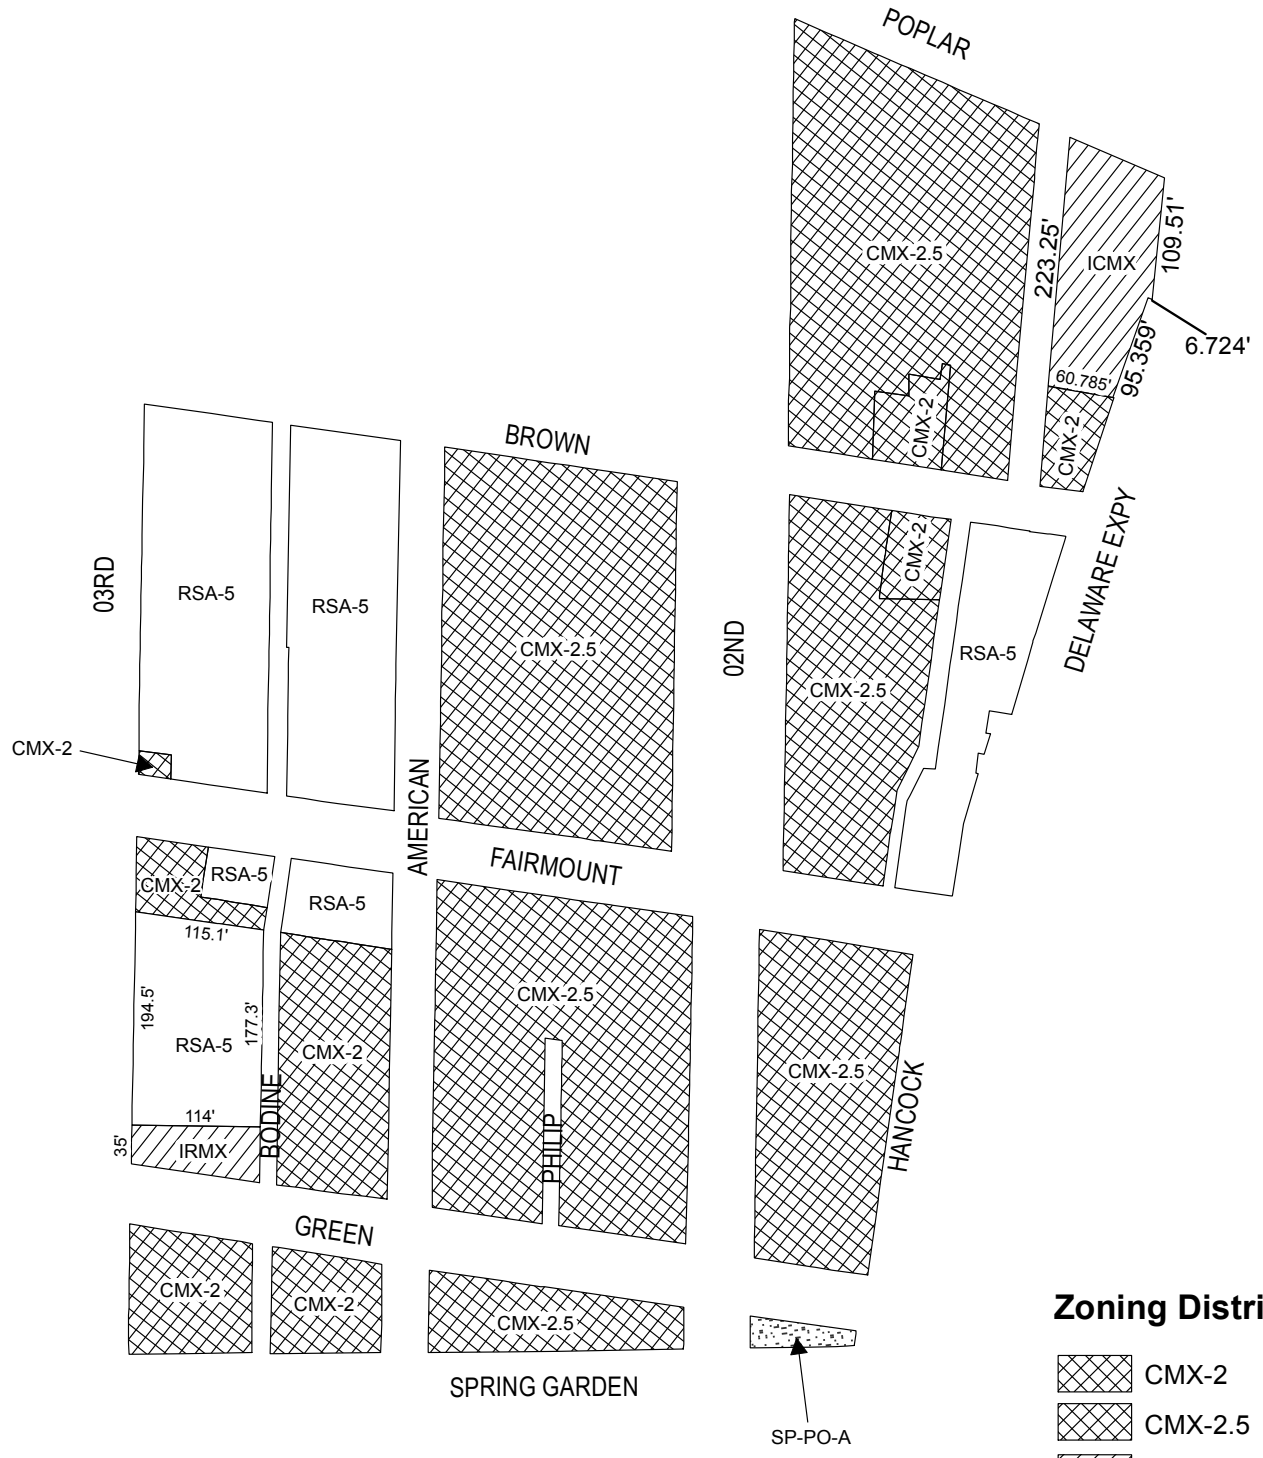 POPLAR
CMX-2.5
223.25'
ICMX
109.51'
6.724'
95.359'
60.785'
CMX-2
CMX-2
BROWN
03RD
RSA-5
RSA-5
CMX-2.5
02ND
CMX-2
CMX-2.5
RSA-5
DELAWARE EXPY
CMX-2
AMERICAN
FAIRMOUNT
CMX-2
RSA-5
RSA-5
115.1'
194.5'
177.3'
RSA-5
CMX-2
CMX-2.5
CMX-2.5
HANCOCK
BODINE
PHILIP
114'
35'
IRMX
GREEN
CMX-2
CMX-2
CMX-2.5
SPRING GARDEN
SP-PO-A
Zoning Distri
CMX-2
CMX-2.5